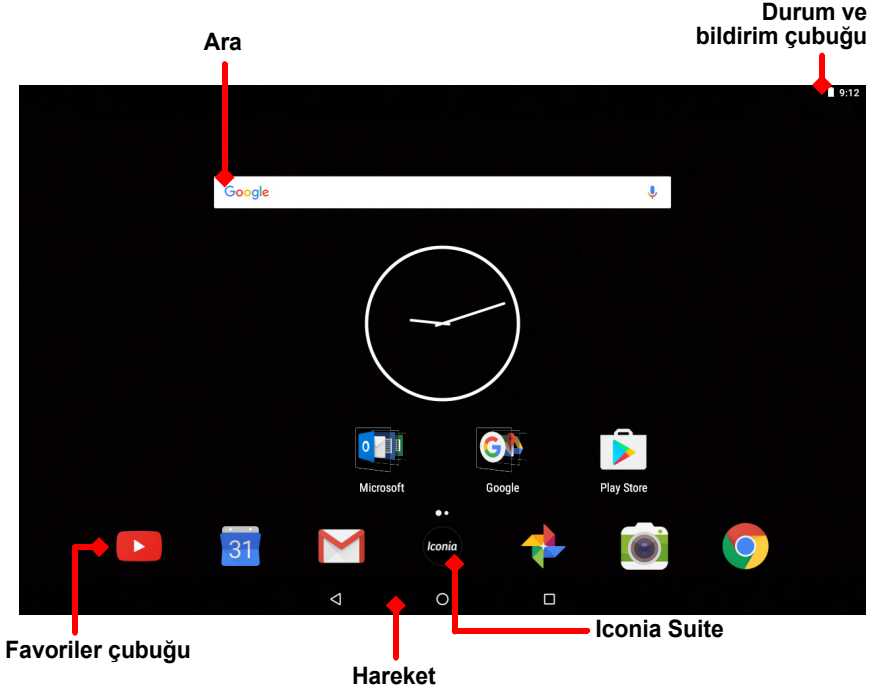 Durum ve
bildirim çubuğu
Ara
9:12
Google
Microsoft
Google
Play Store
31
Iconia
Iconia Suite
Favoriler çubuğu
Hareket